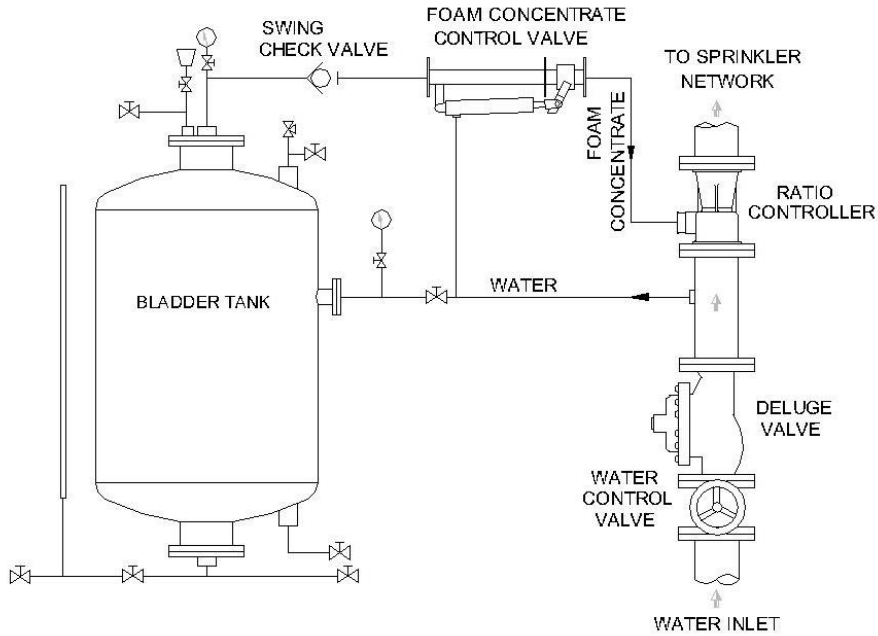 FOAM CONCENTRATE
CONTROL VALVE
SWING
CHECK VALVE
TO SPRINKLER
NETWORK
FOAM
CONCENTRATE
RATIO
CONTROLLER
BLADDER TANK
WATER
DELUGE
VALVE
WATER
CONTROL
VALVE
WATER INLET